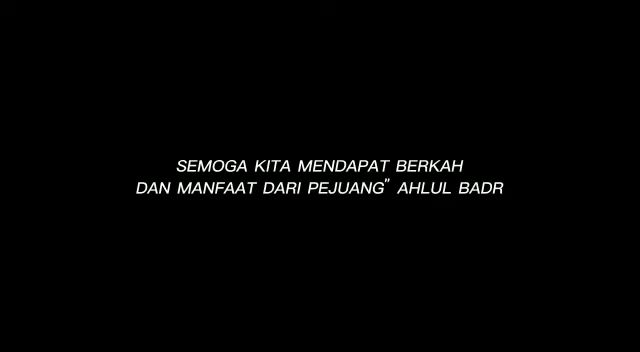 SEMOGA KITA MENDAPAT BERKAH
DAN MANFAAT DARI PEJUANG" AHLUL BADR